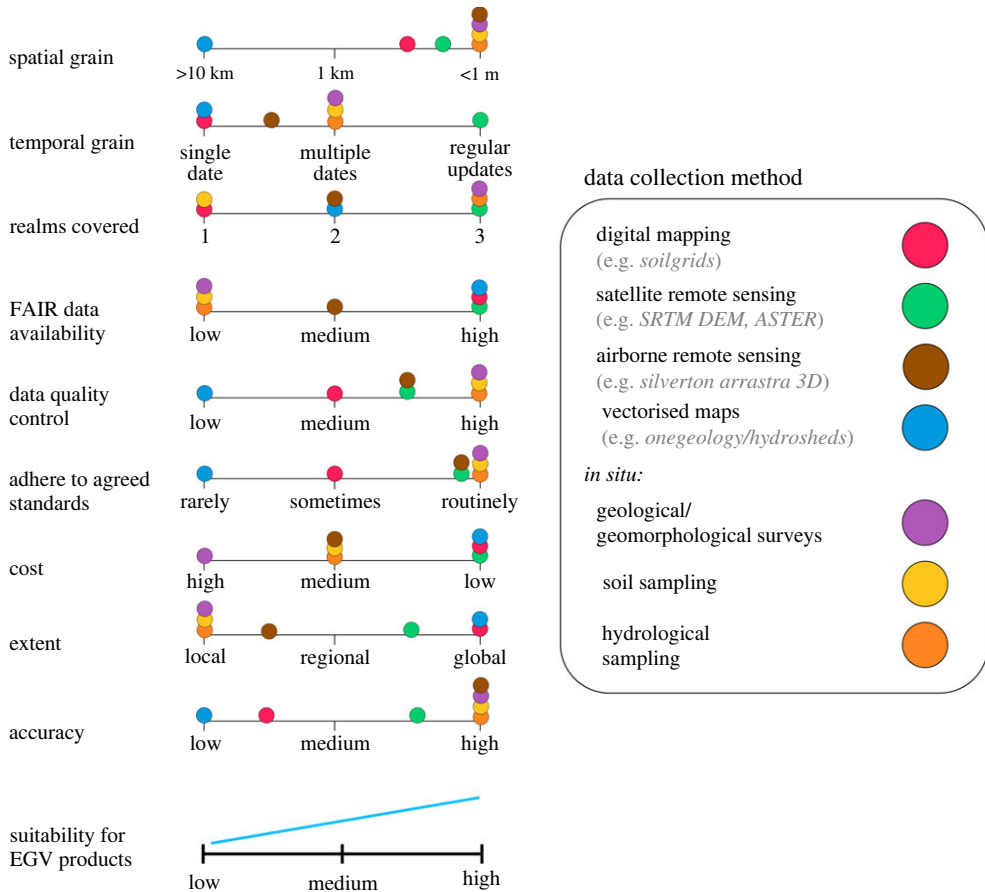 spatial grain
>10 km 1 km <1 m
temporal grain
single date multiple dates regular updates
realms covered
1 2 3
FAIR data
availability
low medium high
data quality
control
low medium high
adhere to agreed
standards
rarely sometimes routinely
cost
high medium low
extent
local regional global
accuracy
low medium high
suitability for
EGV products
low medium high
data collection method
digital mapping
(e.g. soilgrids)
satellite remote sensing
(e.g. SRTM DEM, ASTER)
airborne remote sensing
(e.g. silverton arrastra 3D)
vectorised maps
(e.g. onegeology/hydrosheds)
in situ:
geological/
geomorphological surveys
soil sampling
hydrological
sampling